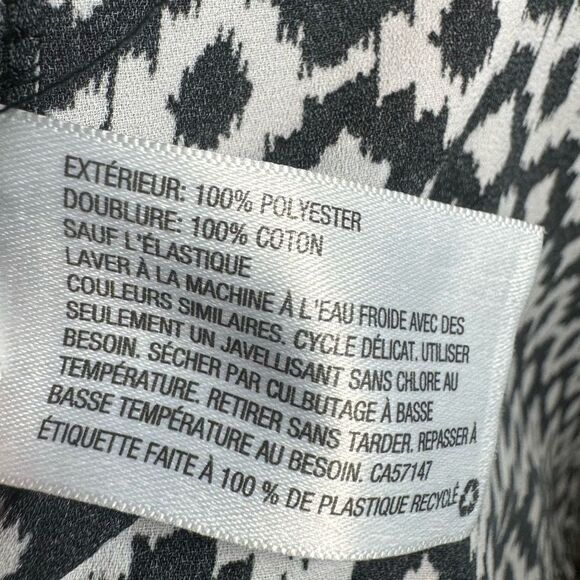 EXTÉRIEUR: 100% POLYESTER
DOUBLURE: 100% COTON
SAUF L'ÉLASTIQUE
LAVER À LA MACHINE À L'EAU FROIDE AVEC DES
COULEURS SIMILAIRES. CYCLE DÉLICAT. UTILISER
SEULEMENT UN JAVELLISANT SANS CHLORE AU
BESOIN. SÉCHER PAR CULBUTAGE À BASSE
TEMPÉRATURE. RETIRER SANS TARDER. REPASSER À
BASSE TEMPÉRATURE AU BESOIN. CA57147
ÉTIQUETTE FAITE À 100 % DE PLASTIQUE RECYCLÉ